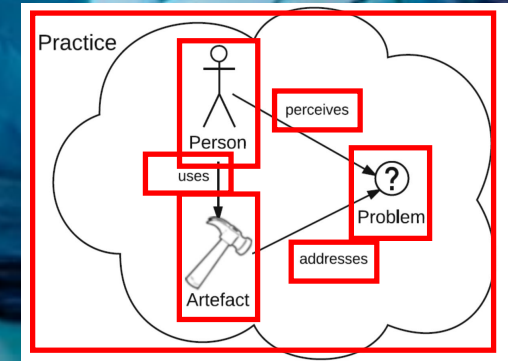 Practice
perceives
Person
uses
?
Problem
addresses
Artefact